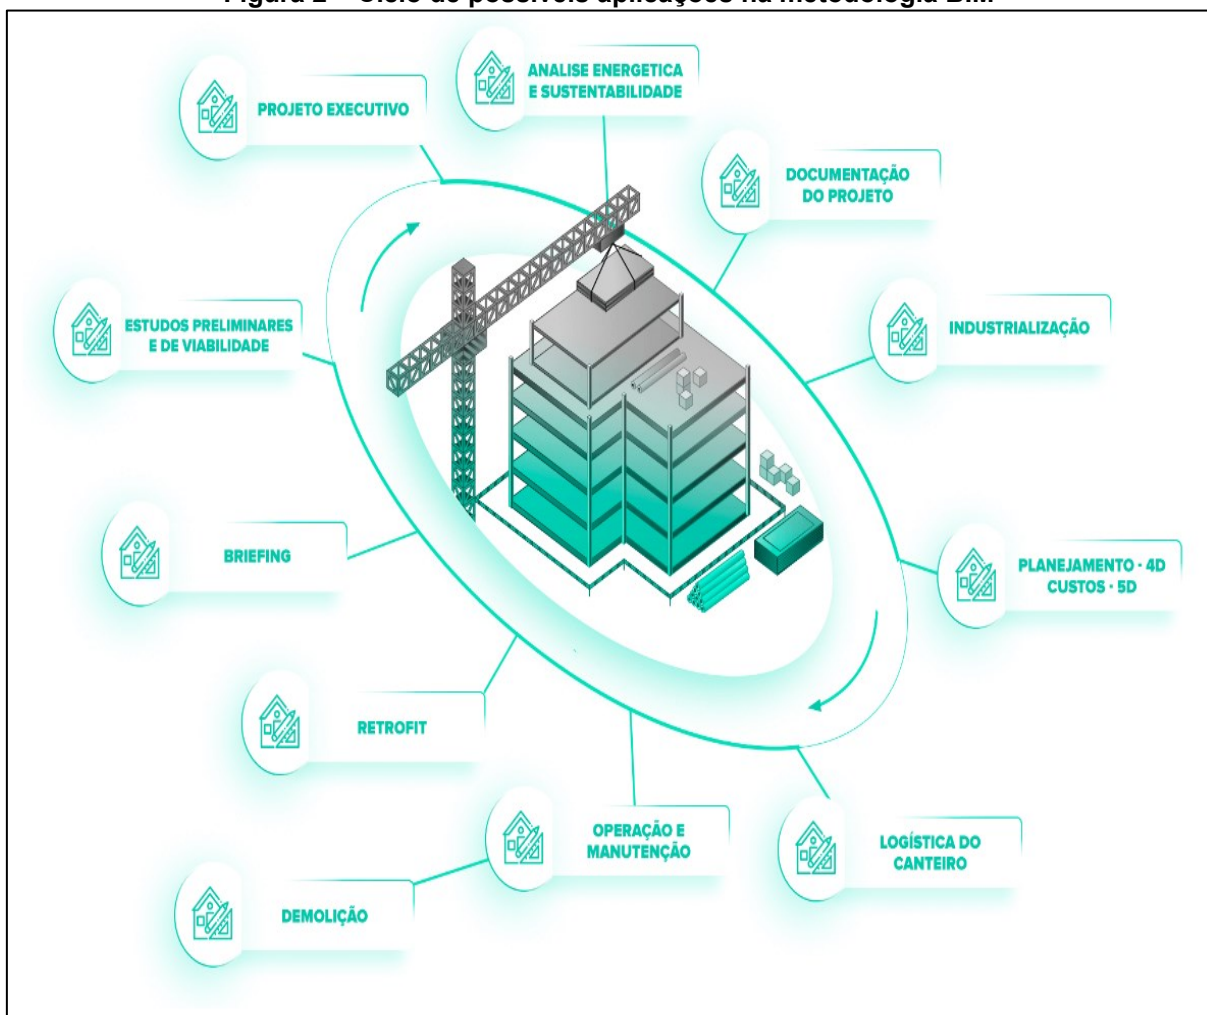 Figura 2 – Ciclo de possíveis aplicações na metodologia BIM
ANALISE ENERGETICA
E SUSTENTABILIDADE
PROJETO EXECUTIVO
DOCUMENTAÇÃO
DO PROJETO
ESTUDOS PRELIMINARES
E DE VIABILIDADE
INDUSTRIALIZAÇÃO
BRIEFING
PLANEJAMENTO - 4D
CUSTOS - 5D
RETROFIT
OPERAÇÃO E
MANUTENÇÃO
LOGÍSTICA DO
CANTEIRO
DEMOLIÇÃO